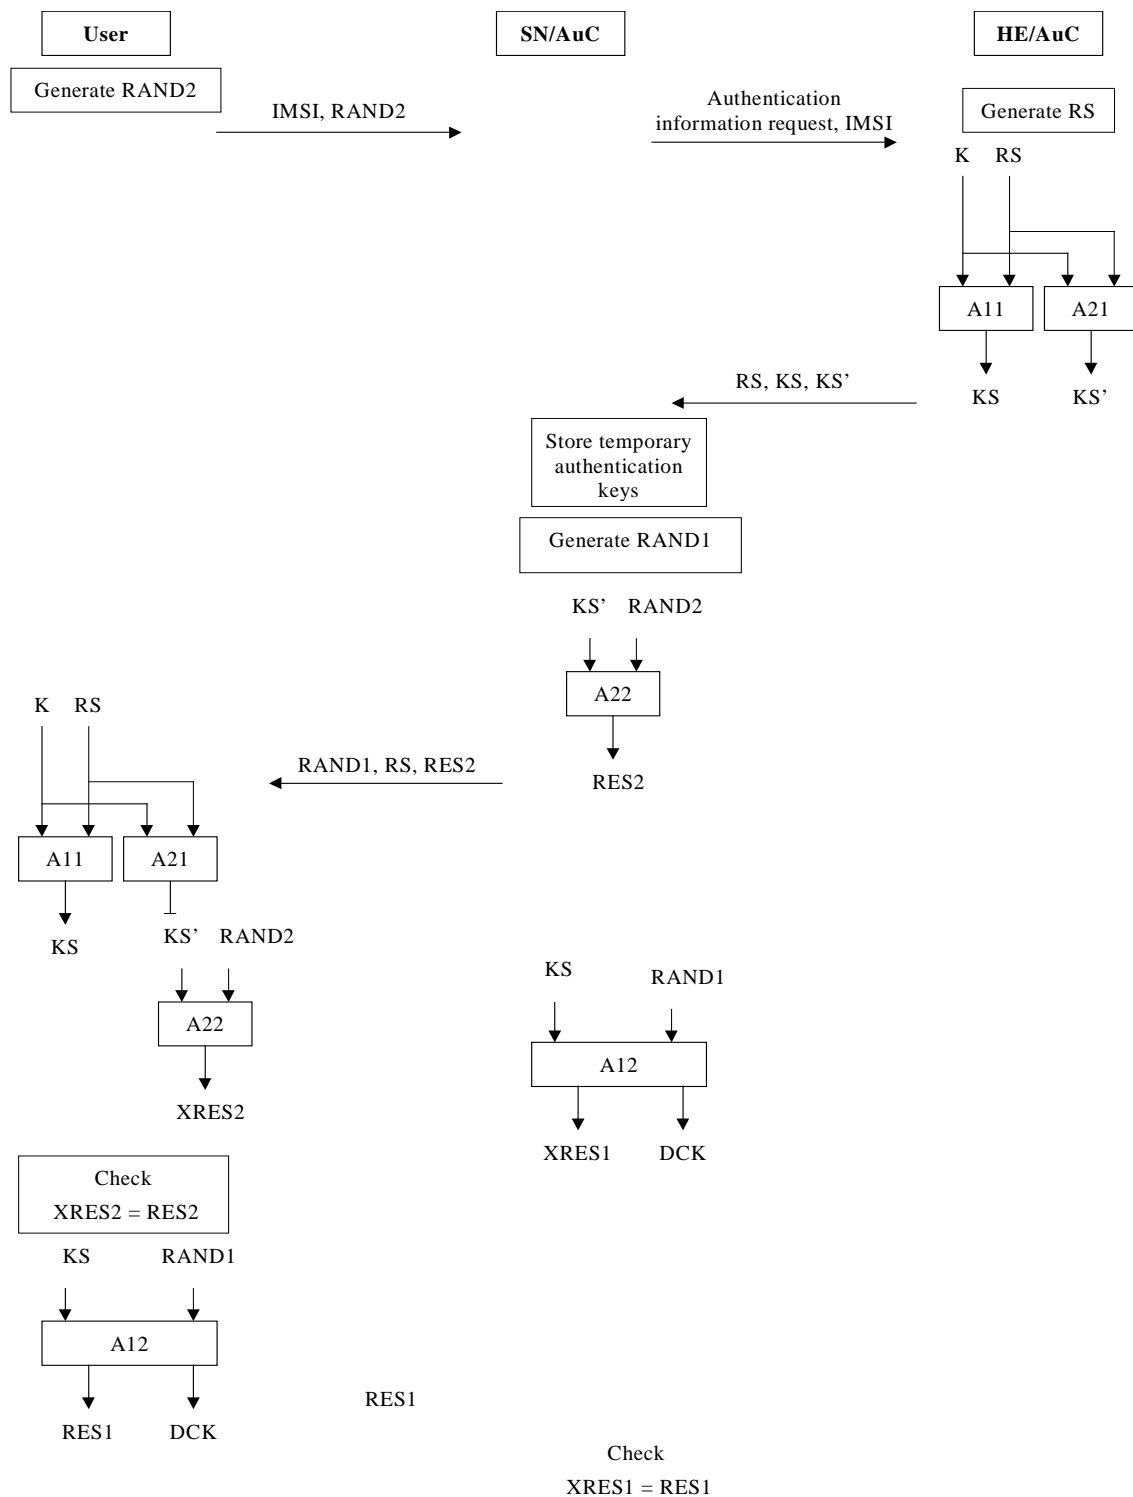 User
SN/AuC
HE/AuC
Generate RAND2
IMSI, RAND2
Authentication
information request, IMSI
Generate RS
K RS
A11 A21
KS KS’
RS, KS, KS’
Store temporary
authentication
keys
Generate RAND1
KS’ RAND2
A22
RES2
K RS
RAND1, RS, RES2
A11 A21
KS
KS’ RAND2
A22
XRES2
KS RAND1
A12
XRES1 DCK
Check
XRES2 = RES2
KS RAND1
A12
RES1 DCK
RES1
Check
XRES1 = RES1